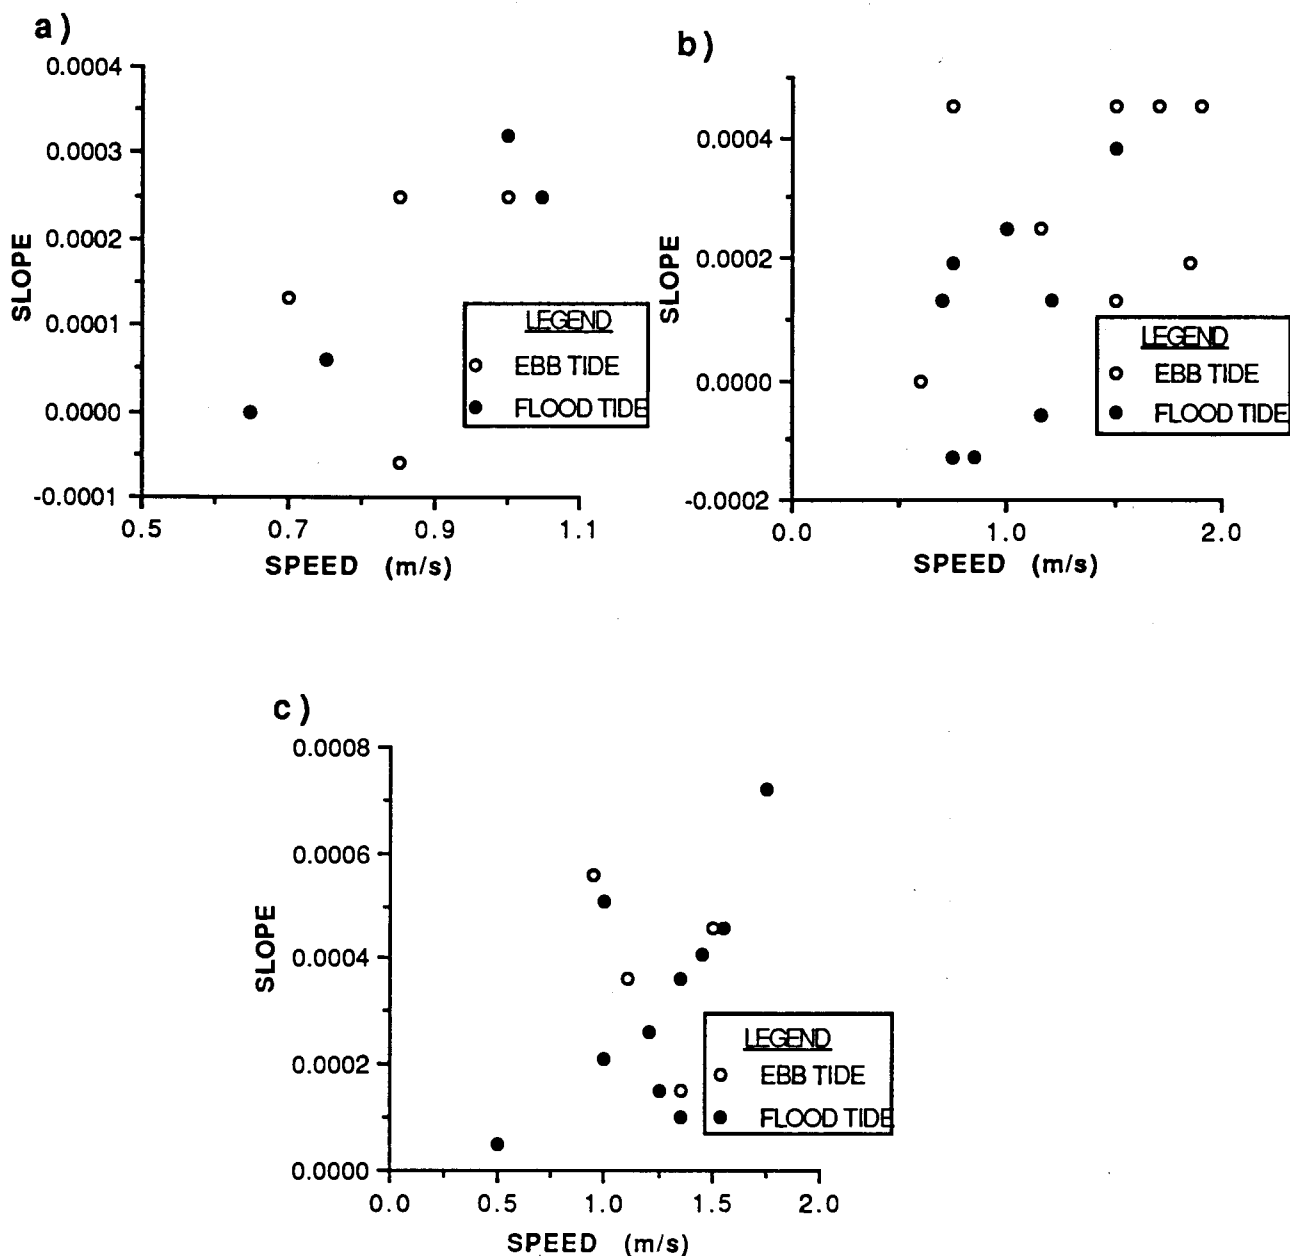 a)
0.0004
0.0003
0.0002
0.0001
0.0000
-0.0001
SLOPE
0.5 0.7 0.9 1.1
SPEED (m/s)
LEGEND
EBB TIDE
FLOOD TIDE
b)
0.0004
0.0002
0.0000
-0.0002
SLOPE
0.0 1.0 2.0
SPEED (m/s)
LEGEND
EBB TIDE
FLOOD TIDE
c)
0.0008
0.0006
0.0004
0.0002
0.0000
SLOPE
0.0 0.5 1.0 1.5 2.0
SPEED (m/s)
LEGEND
EBB TIDE
FLOOD TIDE